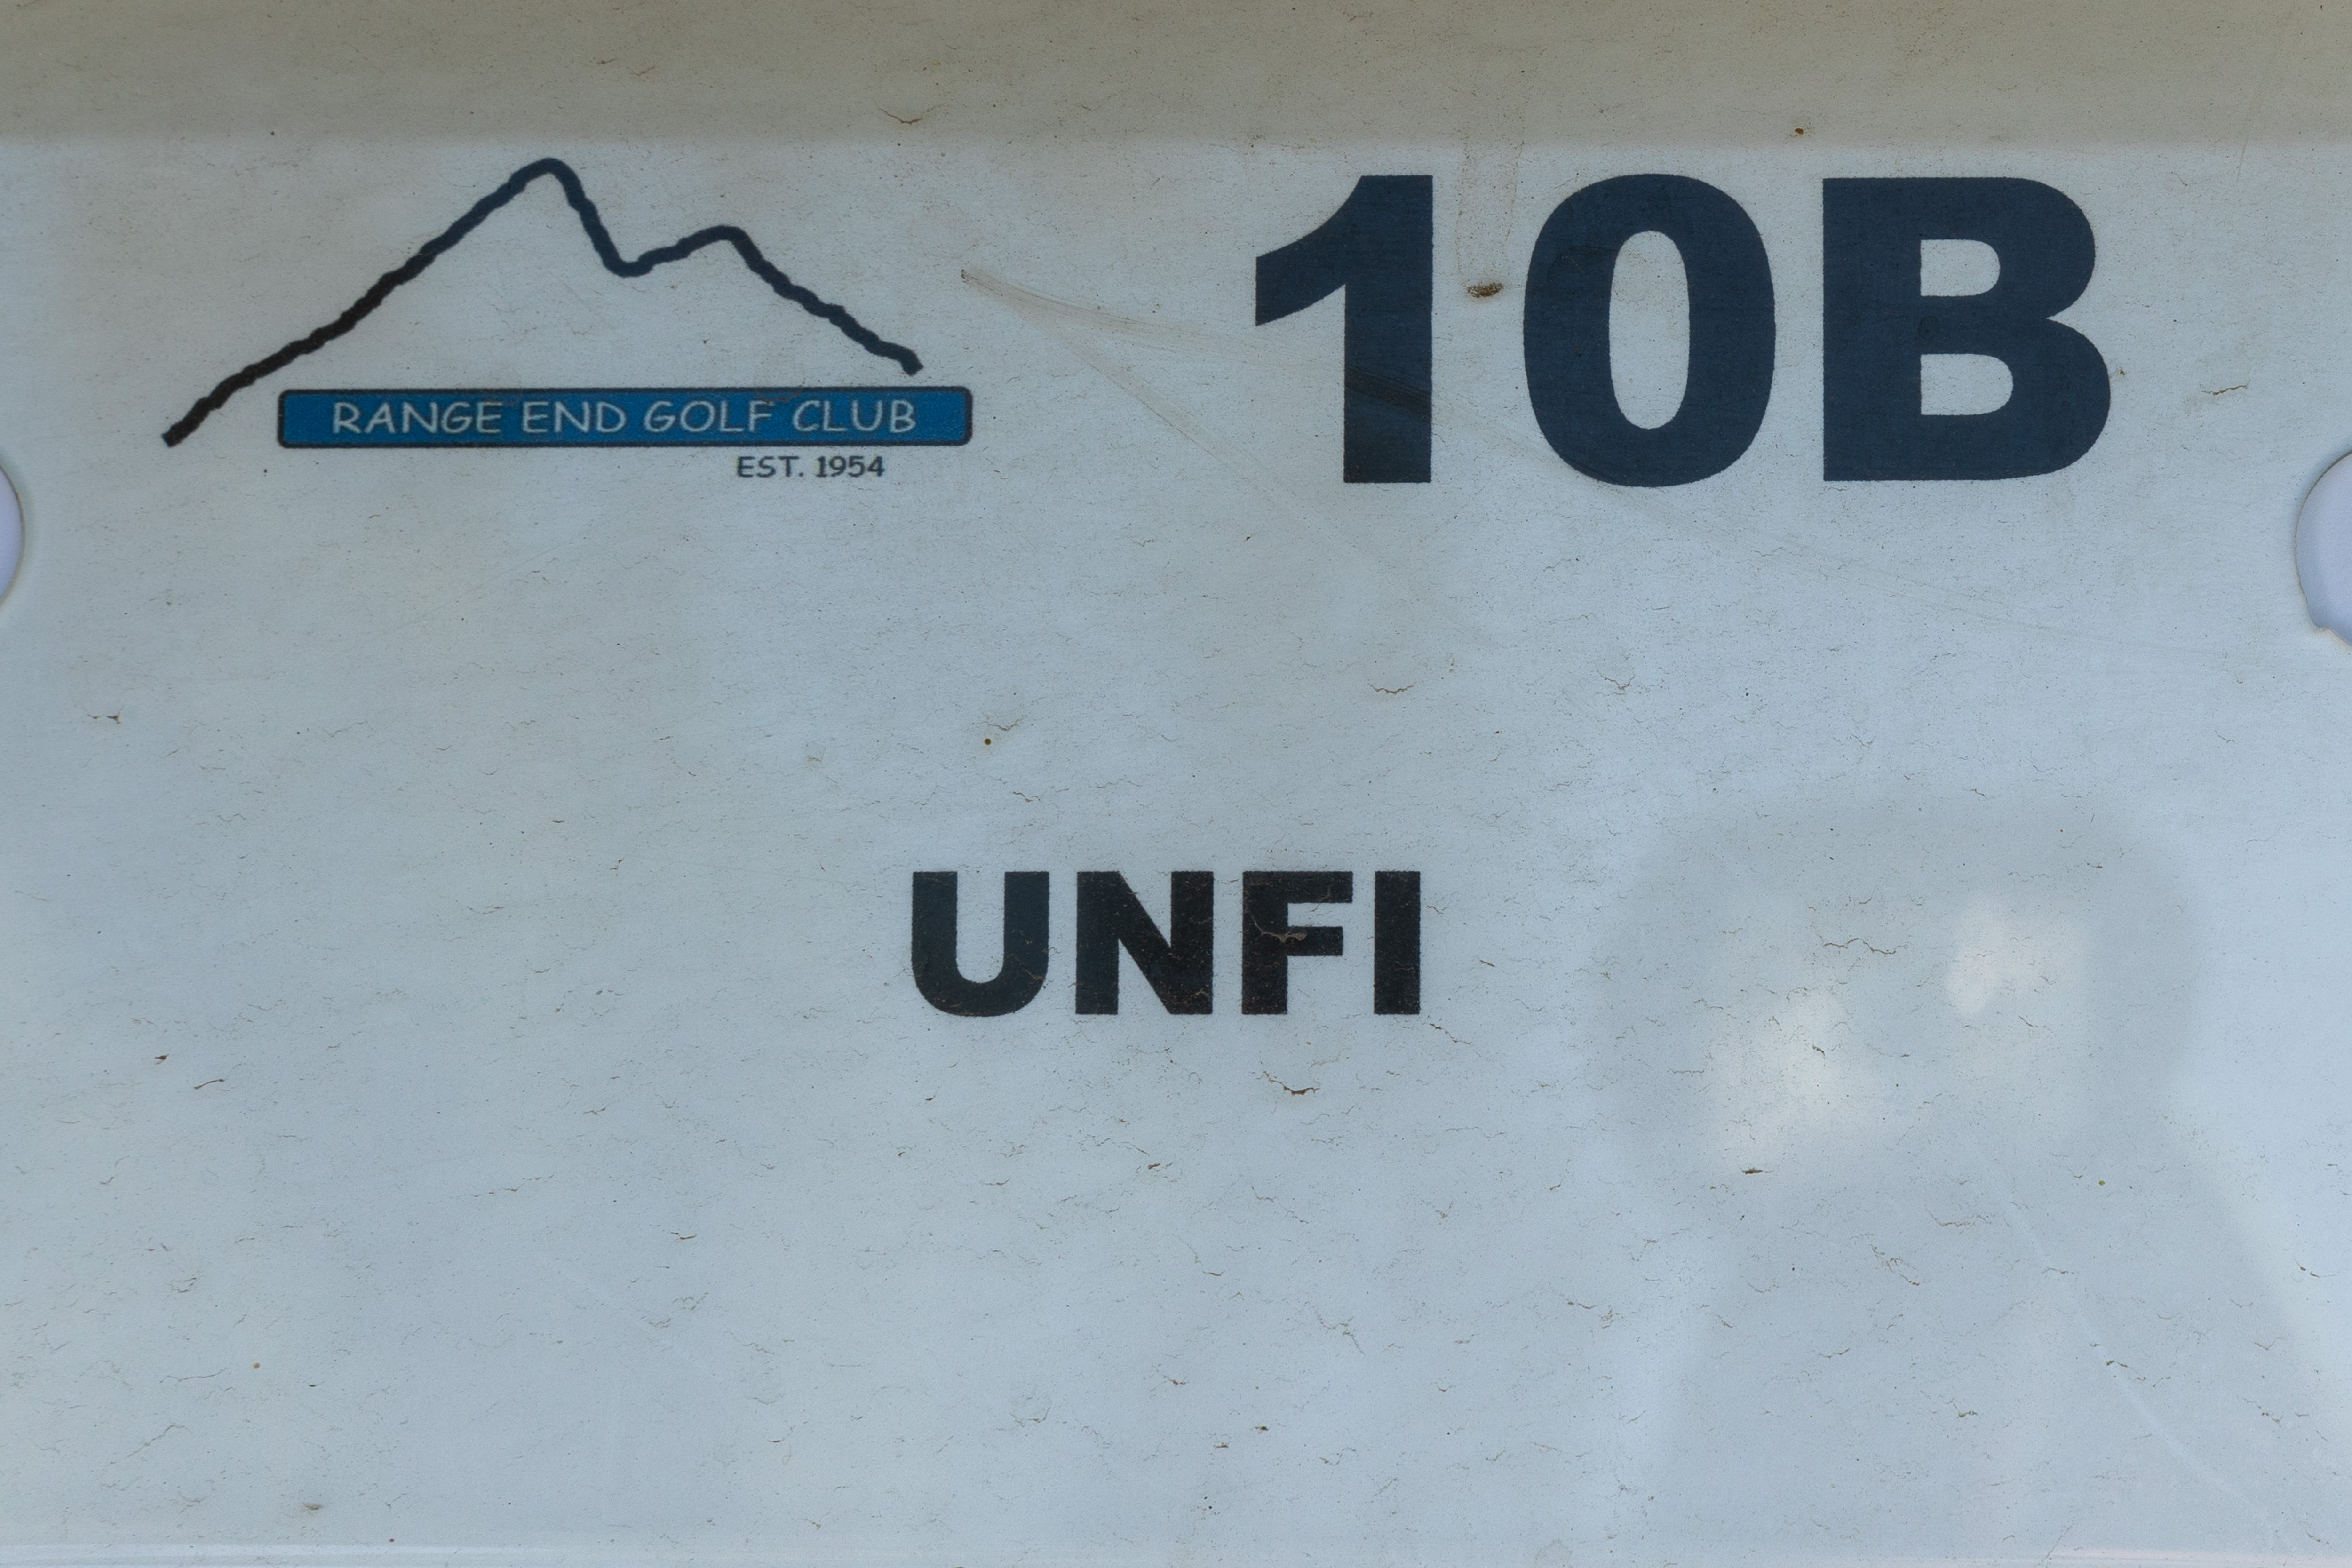 RANGE END GOLF CLUB
EST. 1954
10B
UNFI